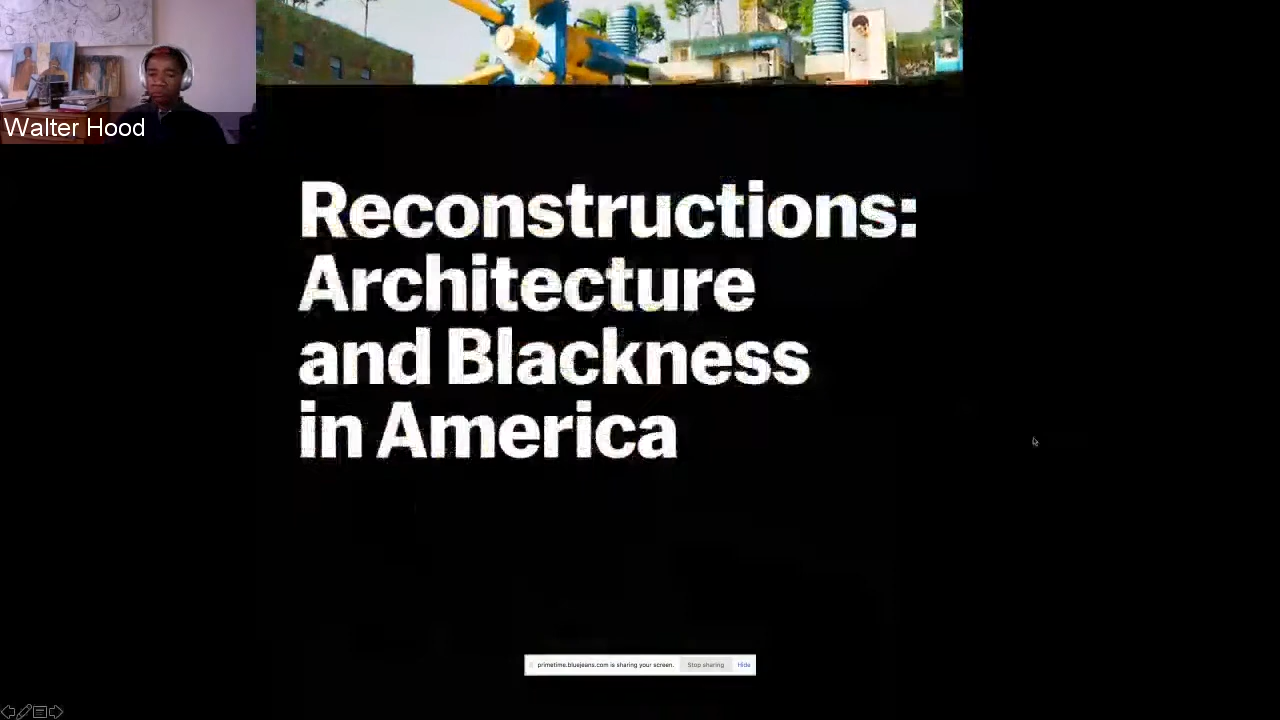 Walter Hood
Reconstructions:
Architecture
and Blackness
in America
primetime.bluejeans.com is sharing your screen. Stop sharing Hide